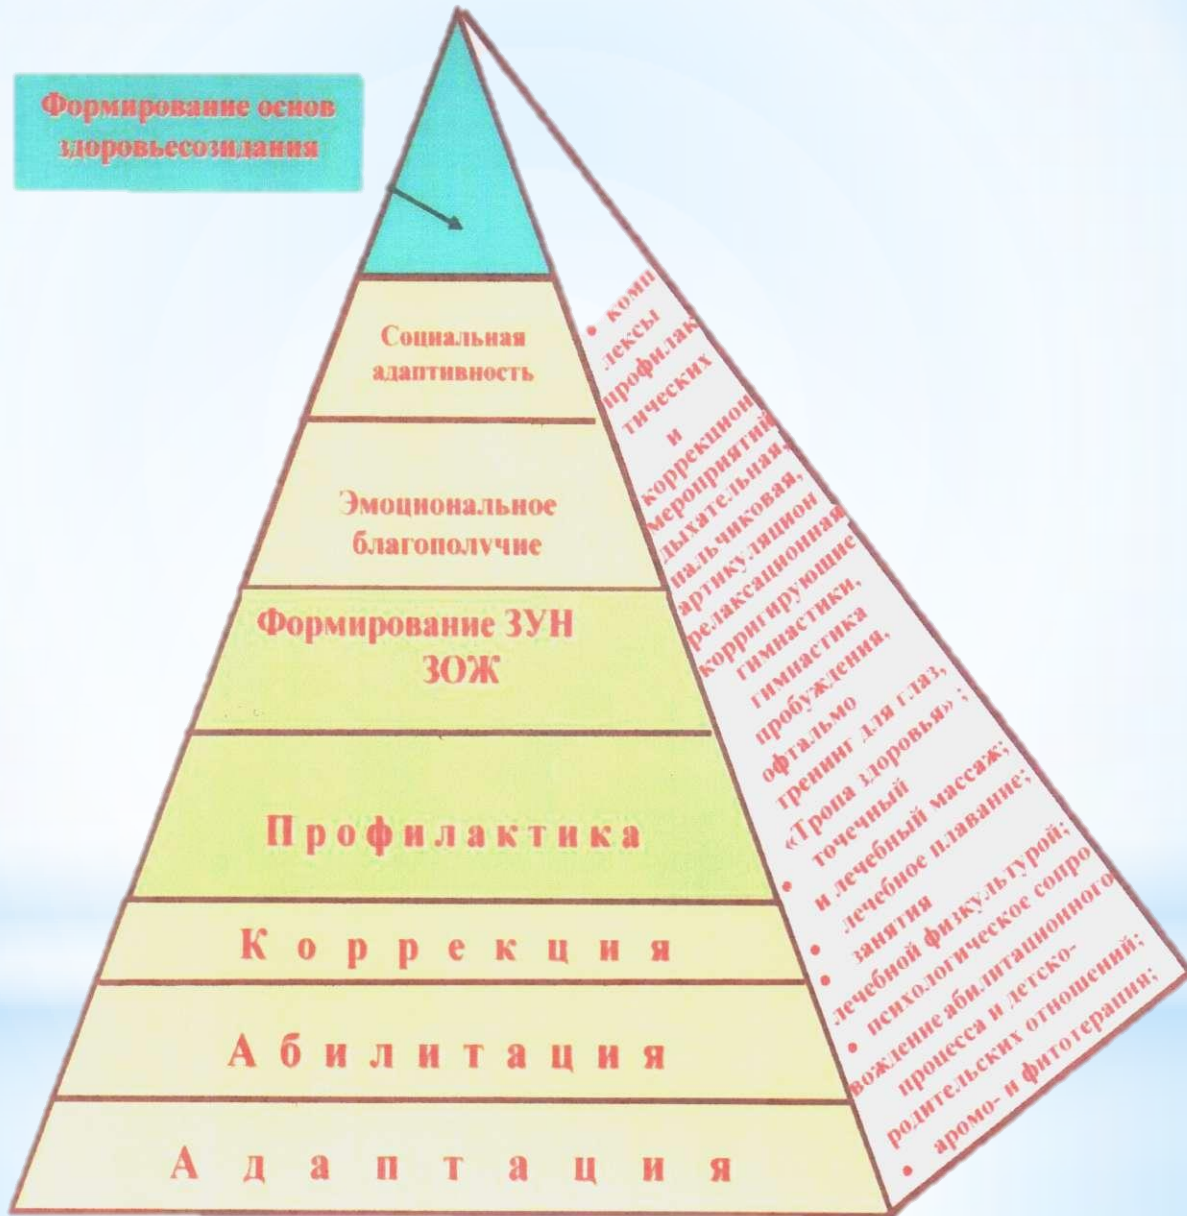 Формирование основ
здоровьесозидания
Социальная
адаптивность
Эмоциональное
благополучие
Формирование ЗУН
ЗОЖ
Профилактика
Коррекция
Абилитация
Адаптация
• комп
лексы
профилак
тических
и
коррекцион
мероприятий
дыхательная,
пальчиковая,
артикуляцион
релаксационная
корригирующие
гимнастики,
гимнастика
пробуждения,
офтальмо
тренинг для глаз,
«Тропа здоровья» ;
• точечный
и лечебный массаж;
• лечебное плавание;
• занятия
лечебной физкультурой;
• психологическое сопро
вождение абилитационного
процесса и детско-
родительских отношений;
• аромо- и фитотерапия;